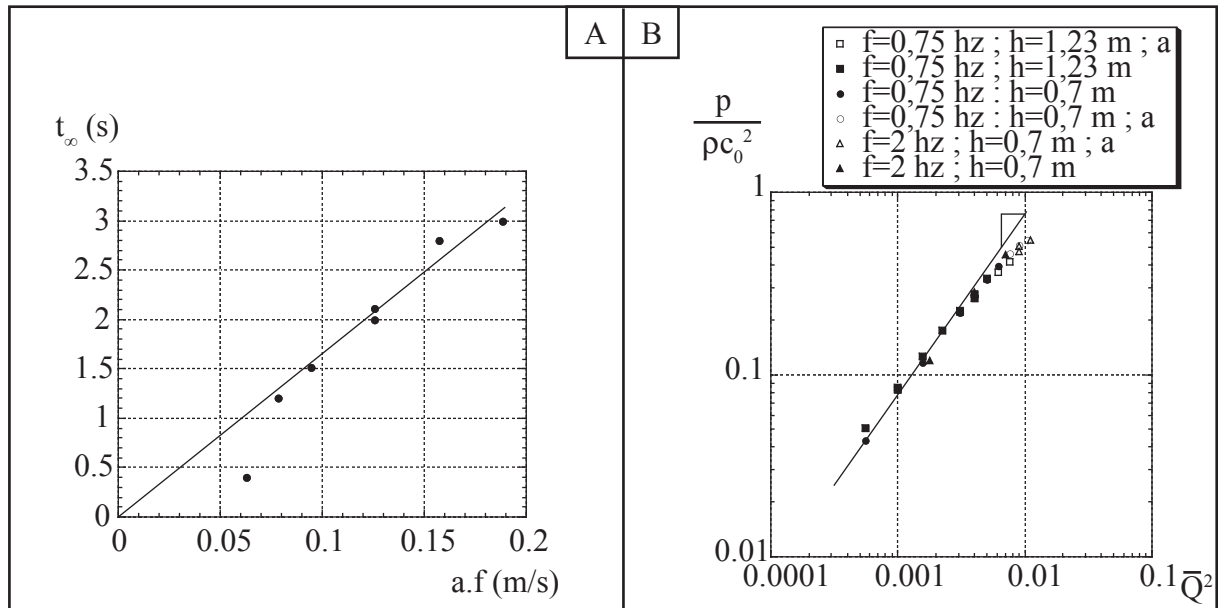 A
B
t∞ (s)
3.5
3
2.5
2
1.5
1
0.5
0
0 0.05 0.1 0.15 0.2
a.f (m/s)
f=0,75 hz ; h=1,23 m ; a
f=0,75 hz ; h=1,23 m
f=0,75 hz : h=0,7 m
f=0,75 hz : h=0,7 m ; a
f=2 hz ; h=0,7 m ; a
f=2 hz ; h=0,7 m
p
ρc₀²
1
0.1
0.01
0.0001 0.001 0.01 0.1
Q̅²